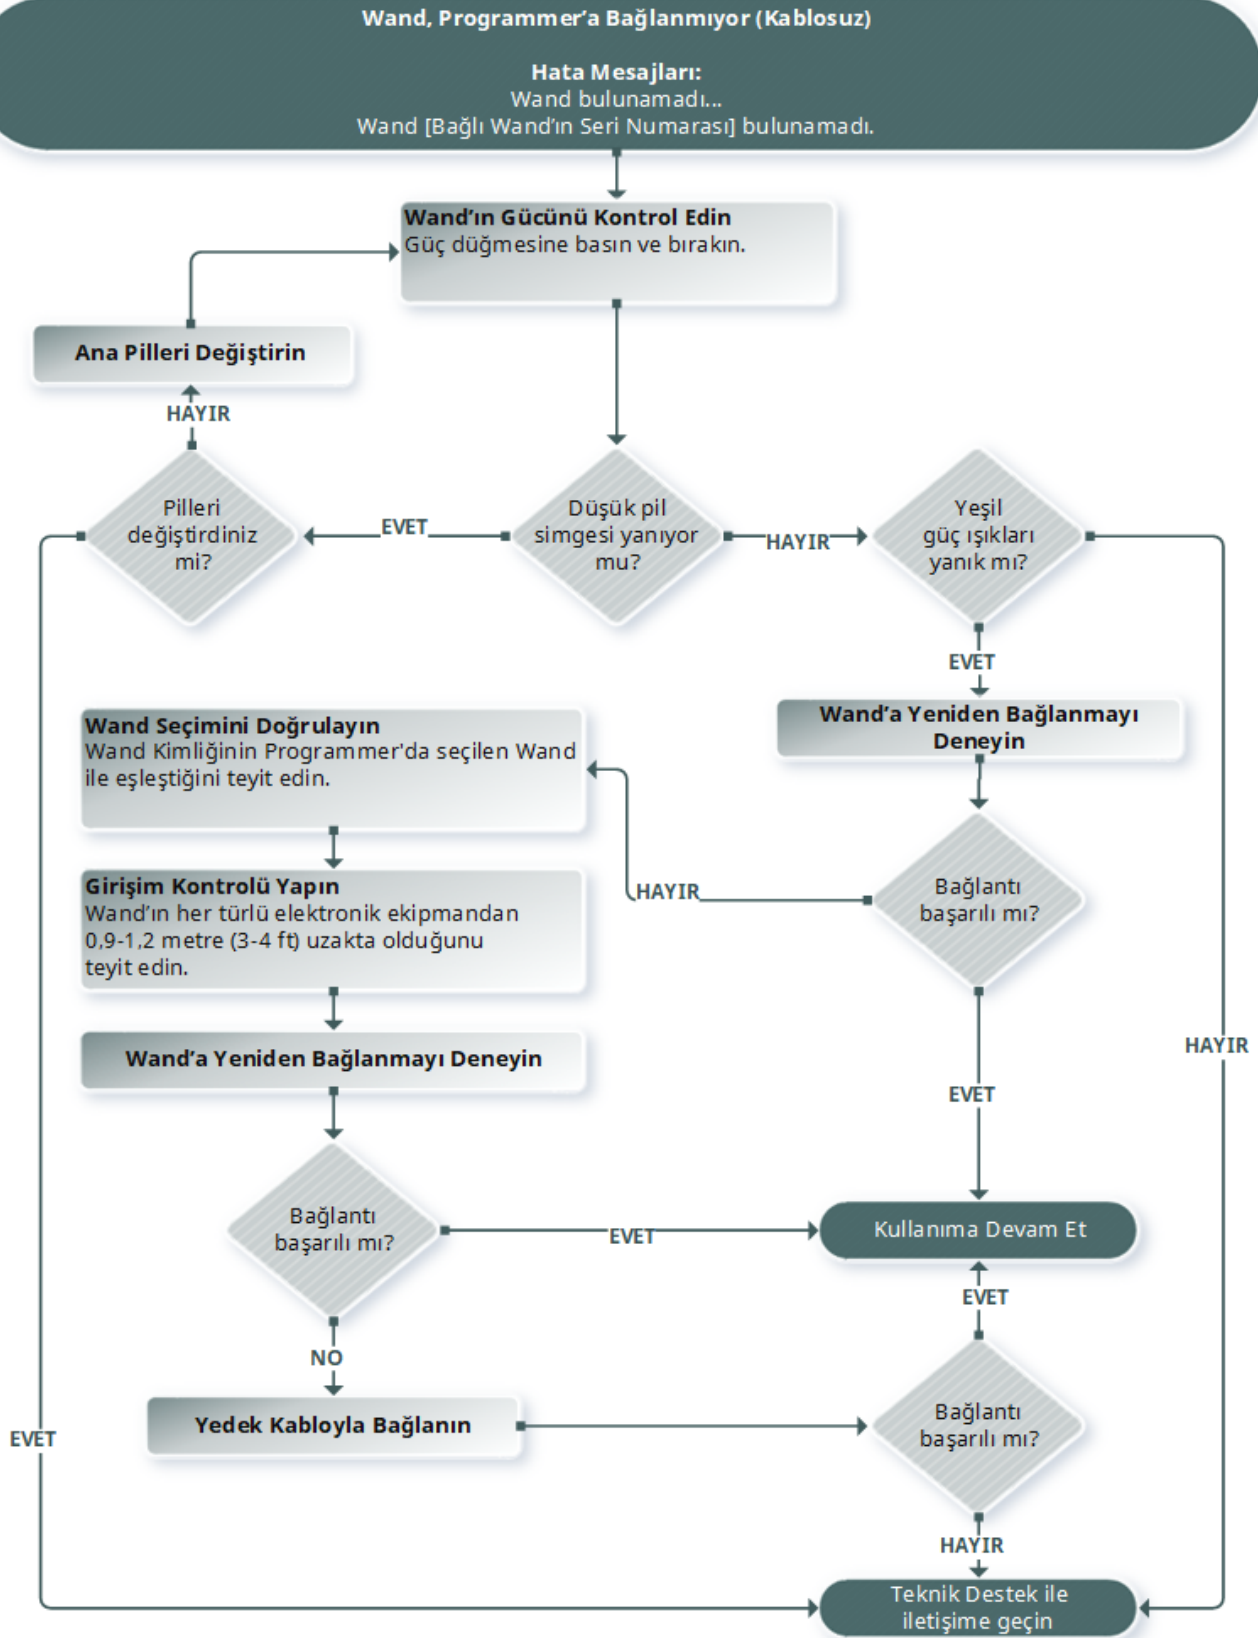 Wand, Programmer’a Bağlanmıyor (Kablosuz)
Hata Mesajları:
Wand bulunamadı...
Wand [Bağlı Wand’ın Seri Numarası] bulunamadı.
Wand’ın Gücünü Kontrol Edin
Güç düğmesine basın ve bırakın.
Ana Pilleri Değiştirin
HAYIR
Pilleri
değiştirdiniz
mi?
EVET
Düşük pil
simgesi yanıyor
mu?
HAYIR
Yeşil
güç ışıkları
yanık mı?
EVET
Wand’a Yeniden Bağlanmayı
Deneyin
Wand Seçimini Doğrulayın
Wand Kimliğinin Programmer'da seçilen Wand
ile eşleştiğini teyit edin.
Girişim Kontrolü Yapın
Wand’ın her türlü elektronik ekipmandan
0,9-1,2 metre (3-4 ft) uzakta olduğunu
teyit edin.
HAYIR
Bağlantı
başarılı mı?
Wand’a Yeniden Bağlanmayı Deneyin
HAYIR
EVET
Bağlantı
başarılı mı?
EVET
Kullanıma Devam Et
EVET
NO
Yedek Kabloyla Bağlanın
Bağlantı
başarılı mı?
EVET
HAYIR
Teknik Destek ile
iletişime geçin